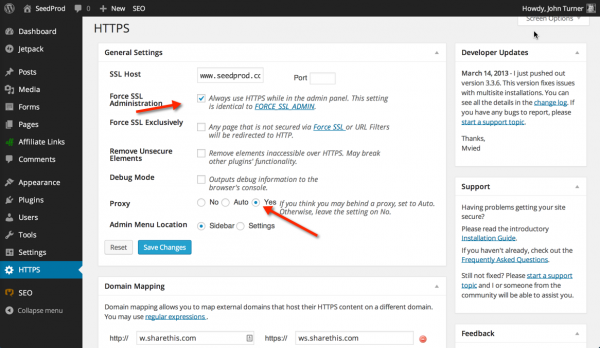 SeedProd
0
+ New
SEO
Howdy, John Turner
Screen Options
Dashboard
Jetpack
Posts
Media
Forms
Pages
Affiliate Links
Comments
Appearance
Plugins
Users
Tools
Settings
HTTPS
SEO
Collapse menu
HTTPS
General Settings
SSL Host
www.seedprod.cc
Port
Force SSL
Administration
Always use HTTPS while in the admin panel. This setting
is identical to FORCE_SSL_ADMIN.
Force SSL Exclusively
Any page that is not secured via Force SSL or URL Filters
will be redirected to HTTP.
Remove Unsecure
Elements
Remove elements inaccessible over HTTPS. May break
other plugins' functionality.
Debug Mode
Outputs debug information to the
browser's console.
Proxy
No
Auto
Yes
If you think you may behind a proxy, set to Auto.
Otherwise, leave the setting on No.
Admin Menu Location
Sidebar
Settings
Reset
Save Changes
Domain Mapping
Domain mapping allows you to map external domains that host their HTTPS content on a different domain.
You may use regular expressions .
http://
w.sharethis.com
https:
ws.sharethis.com
Developer Updates
March 14, 2013 - I just pushed out
version 3.3.6. This version fixes issues
with multisite installations. You can
see all the details in the change log. If
you have any bugs to report, please
start a support topic.
Thanks,
Mvied
Support
Having problems getting your site
secure?
Please read the introductory
Installation Guide.
If you haven't already, check out the
Frequently Asked Questions.
Still not fixed? Please start a support
topic and I or someone from the
community will be able to assist you.
Feedback